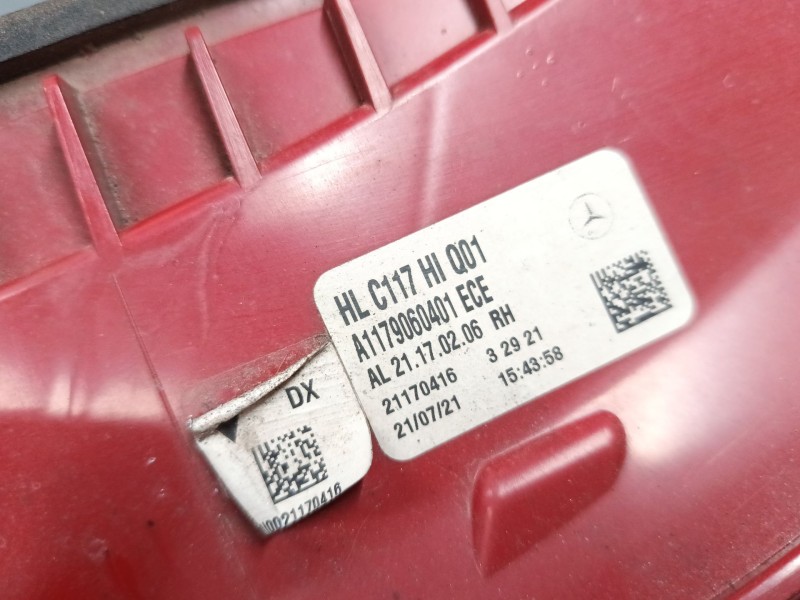 HL C117 HI Q01
A1179060401 ECE
AL 21.17.02.06 RH
21170416 3 29 21
21/07/21 15:43:58
DX
0021170416